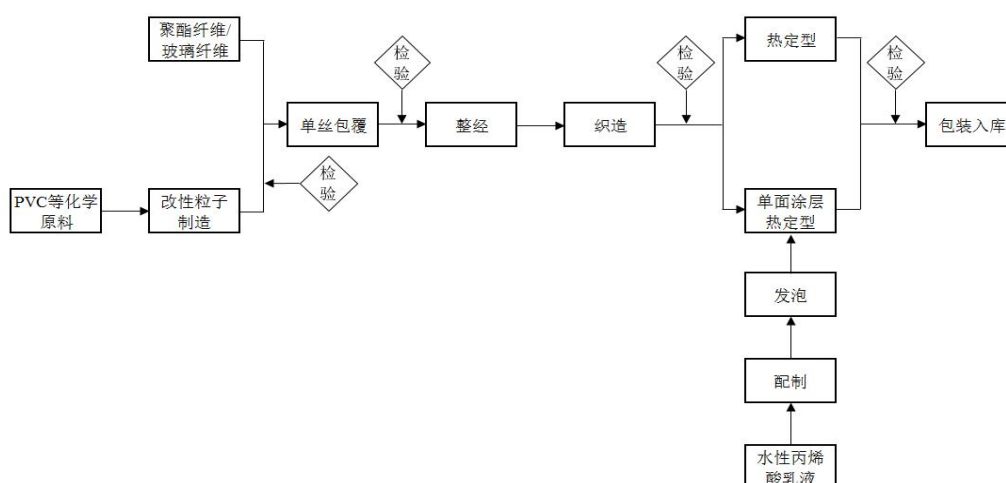 聚酯纤维/
玻璃纤维
检
验
检
验
热定型
检
验
单丝包覆
整经
织造
包装入库
检
验
PVC等化学
原料
改性粒子
制造
单面涂层
热定型
发泡
配制
水性丙烯
酸乳液